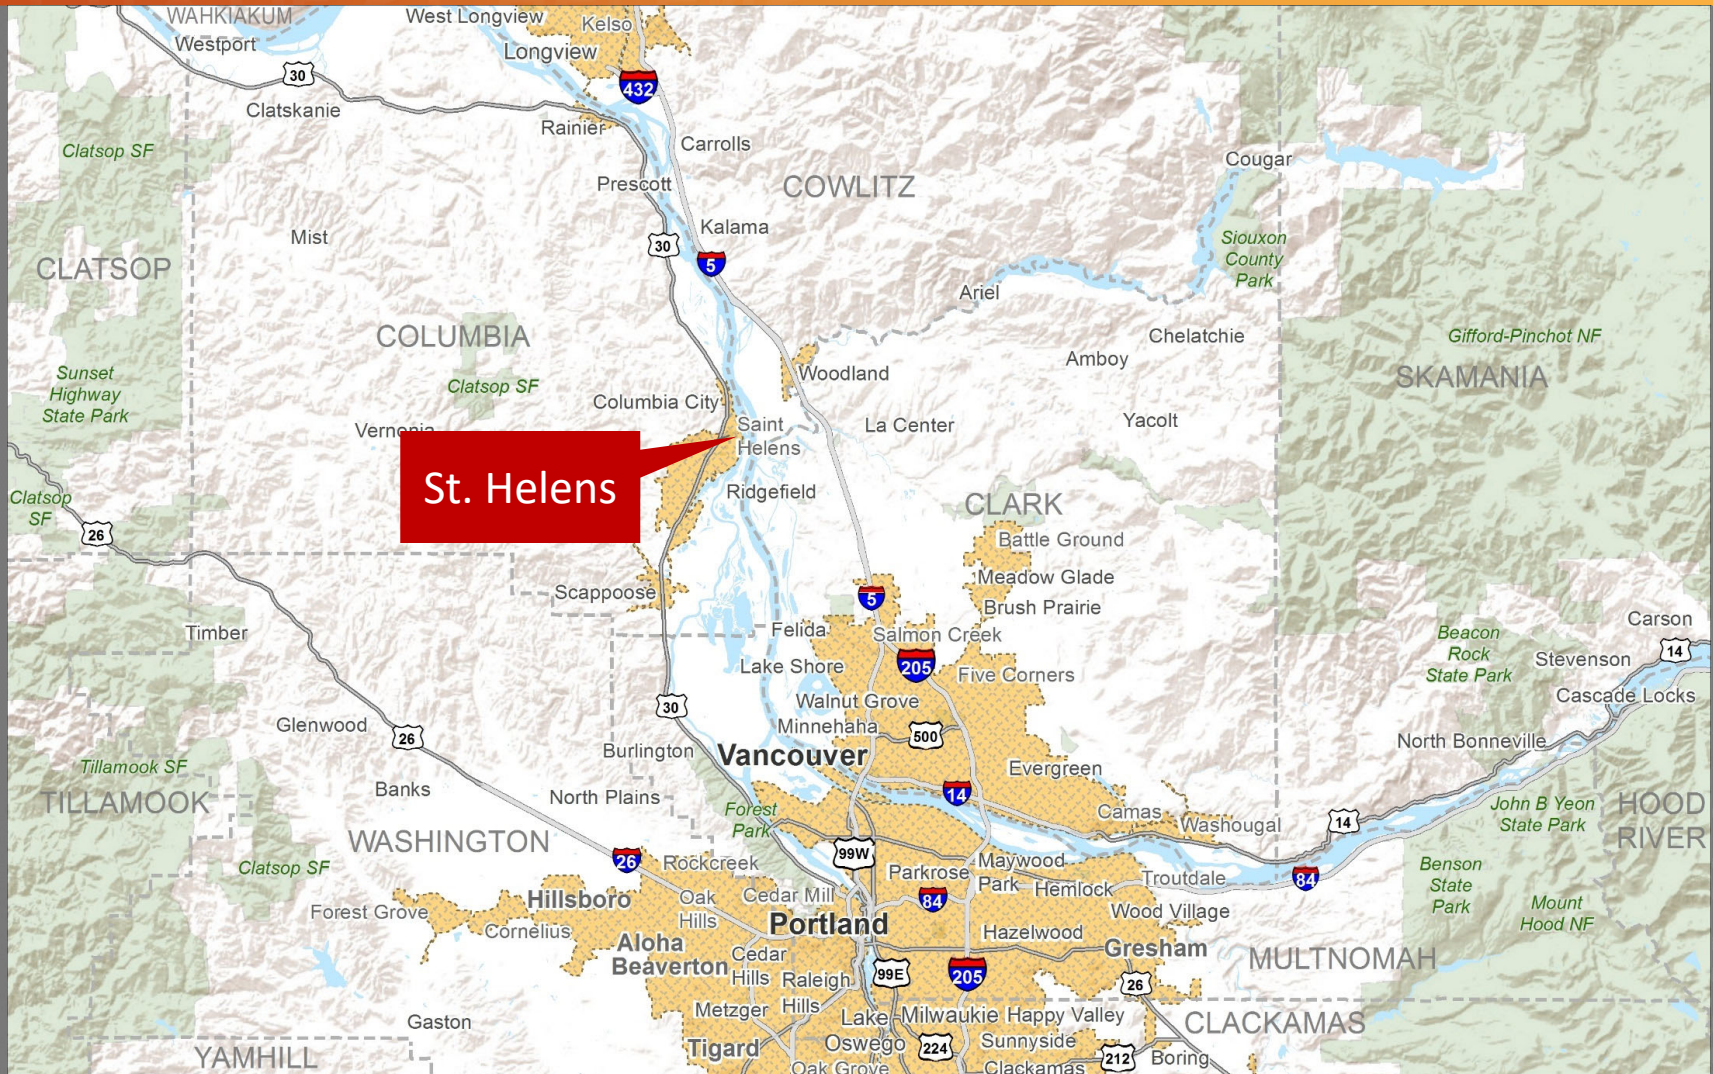 WAHKIAKUM
West Longview
Kelso
Westport
Longview
30
432
Clatskanie
Rainier
Carrolls
Clatsop SF
Cougar
Prescott
COWLITZ
Kalama
Mist
30
Siouxon
County
Park
CLATSOP
5
Ariel
COLUMBIA
Chelatchie
Gifford-Pinchot NF
Amboy
Sunset
Highway
State Park
Clatsop SF
Woodland
SKAMANIA
Columbia City
Vernonia
Saint
Helens
La Center
Yacolt
St. Helens
Ridgefield
Clatsop
SF
CLARK
26
Battle Ground
Meadow Glade
Scappoose
5
Brush Prairie
Timber
Felida
Salmon Creek
Carson
Beacon
Rock
State Park
14
Stevenson
Lake Shore
205
Five Corners
Cascade Locks
30
Walnut Grove
Glenwood
Minnehaha
26
500
Burlington
Vancouver
North Bonneville
Tillamook SF
Evergreen
Banks
North Plains
14
TILLAMOOK
Forest
Park
Camas
Washougal
14
John B Yeon
State Park
HOOD
RIVER
WASHINGTON
99W
26
Rockcreek
Maywood
Park
Clatsop SF
Parkrose
Hemlock
Troutdale
84
Benson
State
Park
Hillsboro
Oak
Hills
Cedar Mill
84
Forest Grove
Wood Village
Mount
Hood NF
Cornelius
Portland
Hazelwood
Aloha
Gresham
Beaverton
Cedar
Hills
Raleigh
Hills
99E
205
MULTNOMAH
26
Metzger
Gaston
Lake
Oswego
Milwaukie
Happy Valley
CLACKAMAS
YAMHILL
Tigard
224
Sunnyside
212
Boring
Oak Grove
Clackamas